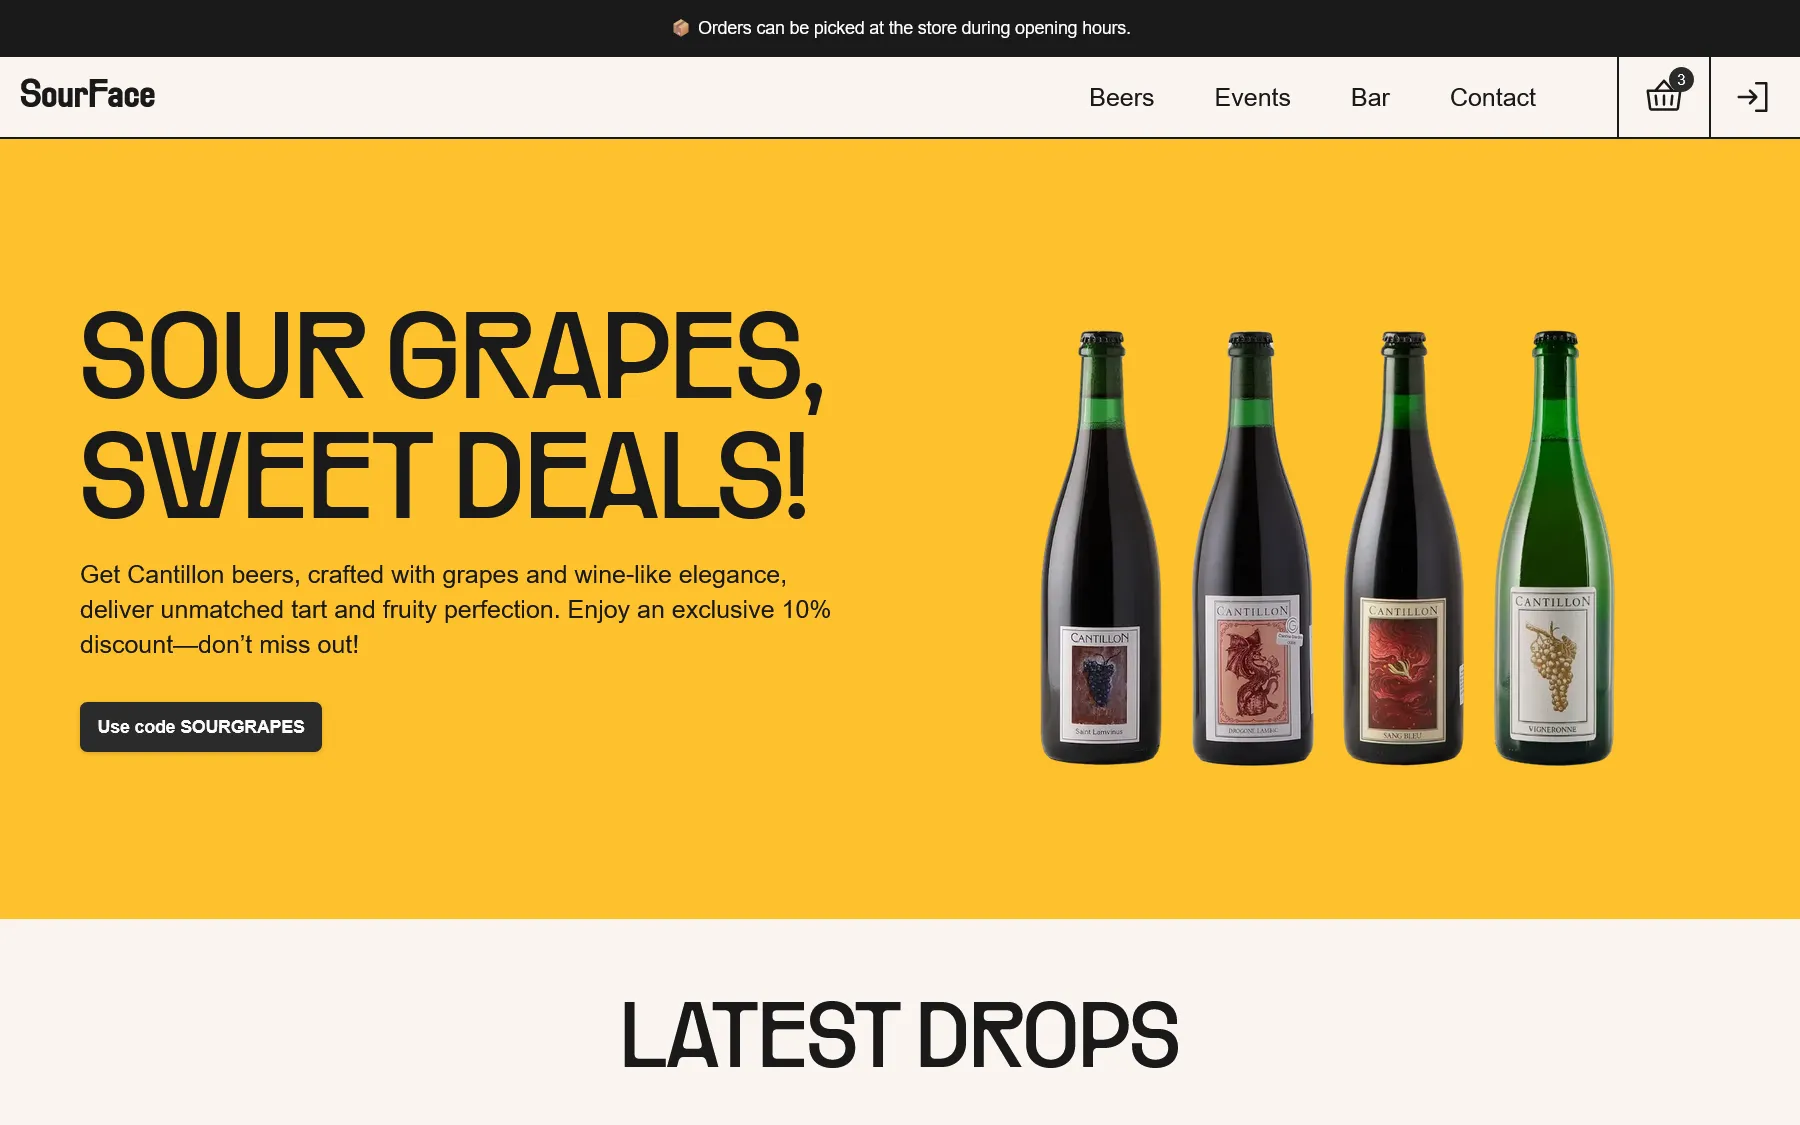 📦 Orders can be picked at the store during opening hours.
SourFace
Beers
Events
Bar
Contact
3
SOUR GRAPES,
SWEET DEALS!
Get Cantillon beers, crafted with grapes and wine-like elegance,
deliver unmatched tart and fruity perfection. Enjoy an exclusive 10%
discount—don’t miss out!
Use code SOURGRAPES
CANTILLON
Saint Lamvinus
CANTILLON
DROGONE LAMBIC
CANTILLON
SANG BLEU
CANTILLON
VIGNERONNE
LATEST DROPS